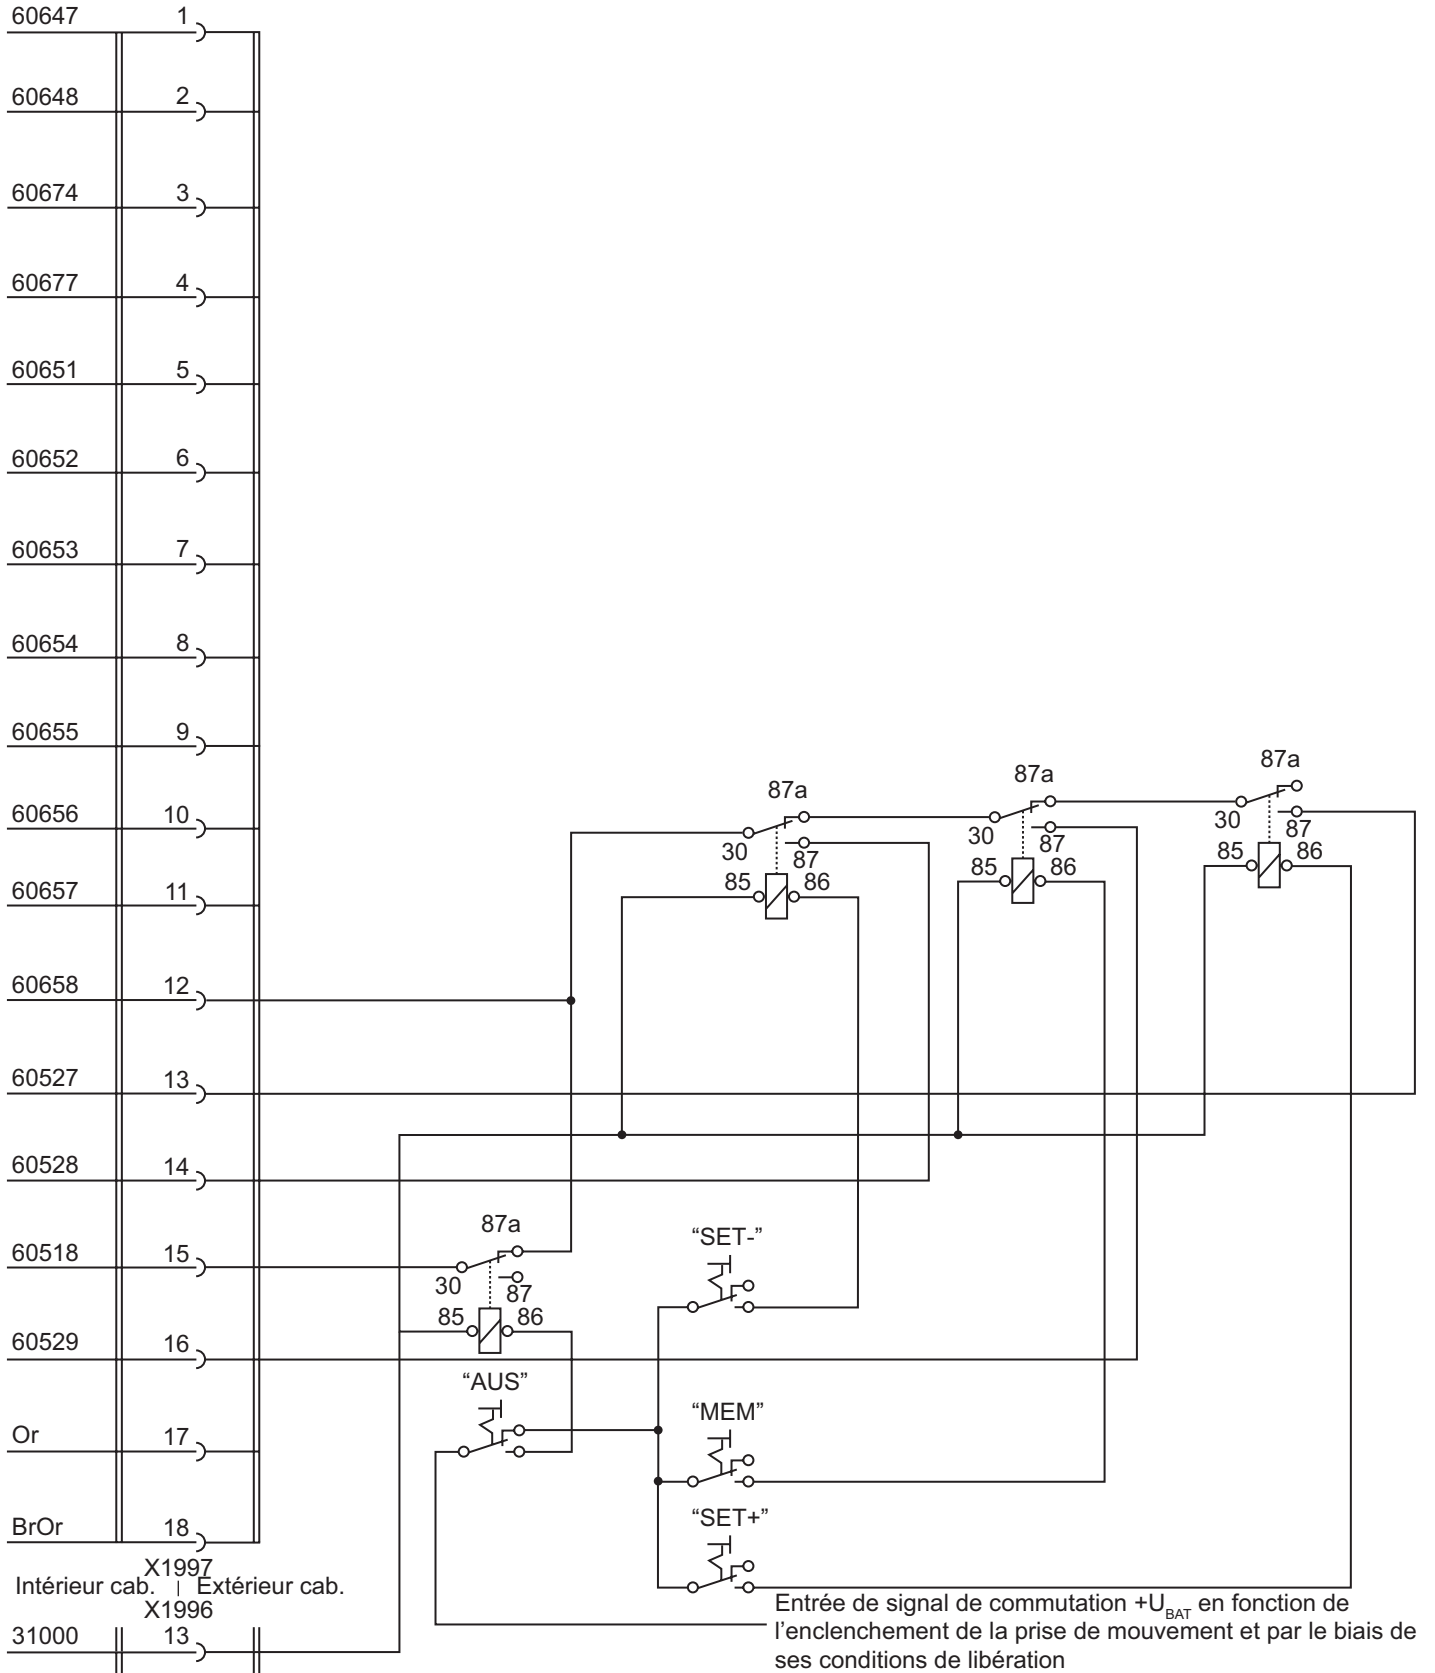 60647 1
60648 2
60674 3
60677 4
60651 5
60652 6
60653 7
60654 8
60655 9
87a
87a
87a
60656 10
30
87
30
87
30
87
85 86
85 86
85 86
60657 11
60658 12
60527 13
60528 14
60518 15
87a
30
87
85 86
“SET-”
60529 16
“AUS”
“MEM”
Or 17
“SET+”
BrOr 18
X1997
Intérieur cab. | Extérieur cab.
X1996
31000 13
Entrée de signal de commutation +UBAT en fonction de
l'enclenchement de la prise de mouvement et par le biais de
ses conditions de libération